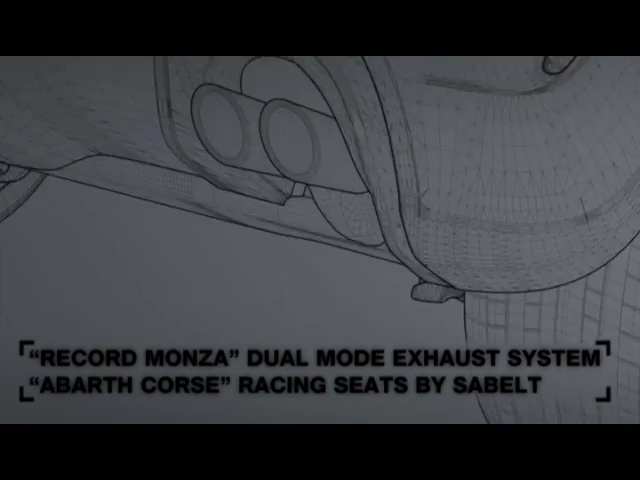 “RECORD MONZA” DUAL MODE EXHAUST SYSTEM
“ABARTH CORSE” RACING SEATS BY SABELT